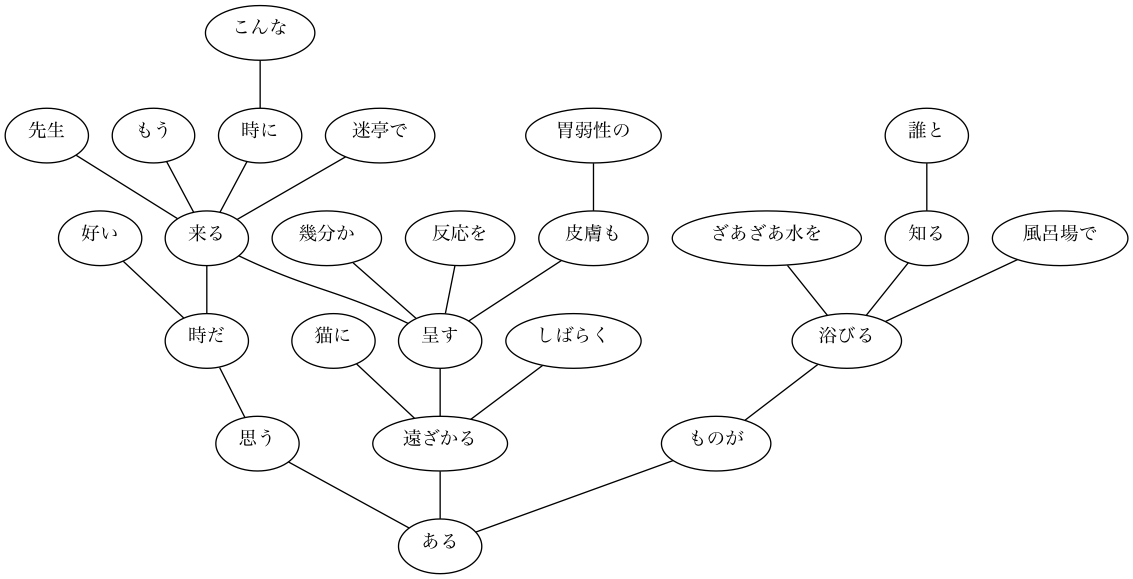 こんな
先生
もう
時に
迷亭で
胃弱性の
誰と
好い
来る
幾分か
反応を
皮膚も
ざあざあ水を
知る
風呂場で
時だ
猫に
呈す
しばらく
浴びる
思う
遠ざかる
ものが
ある